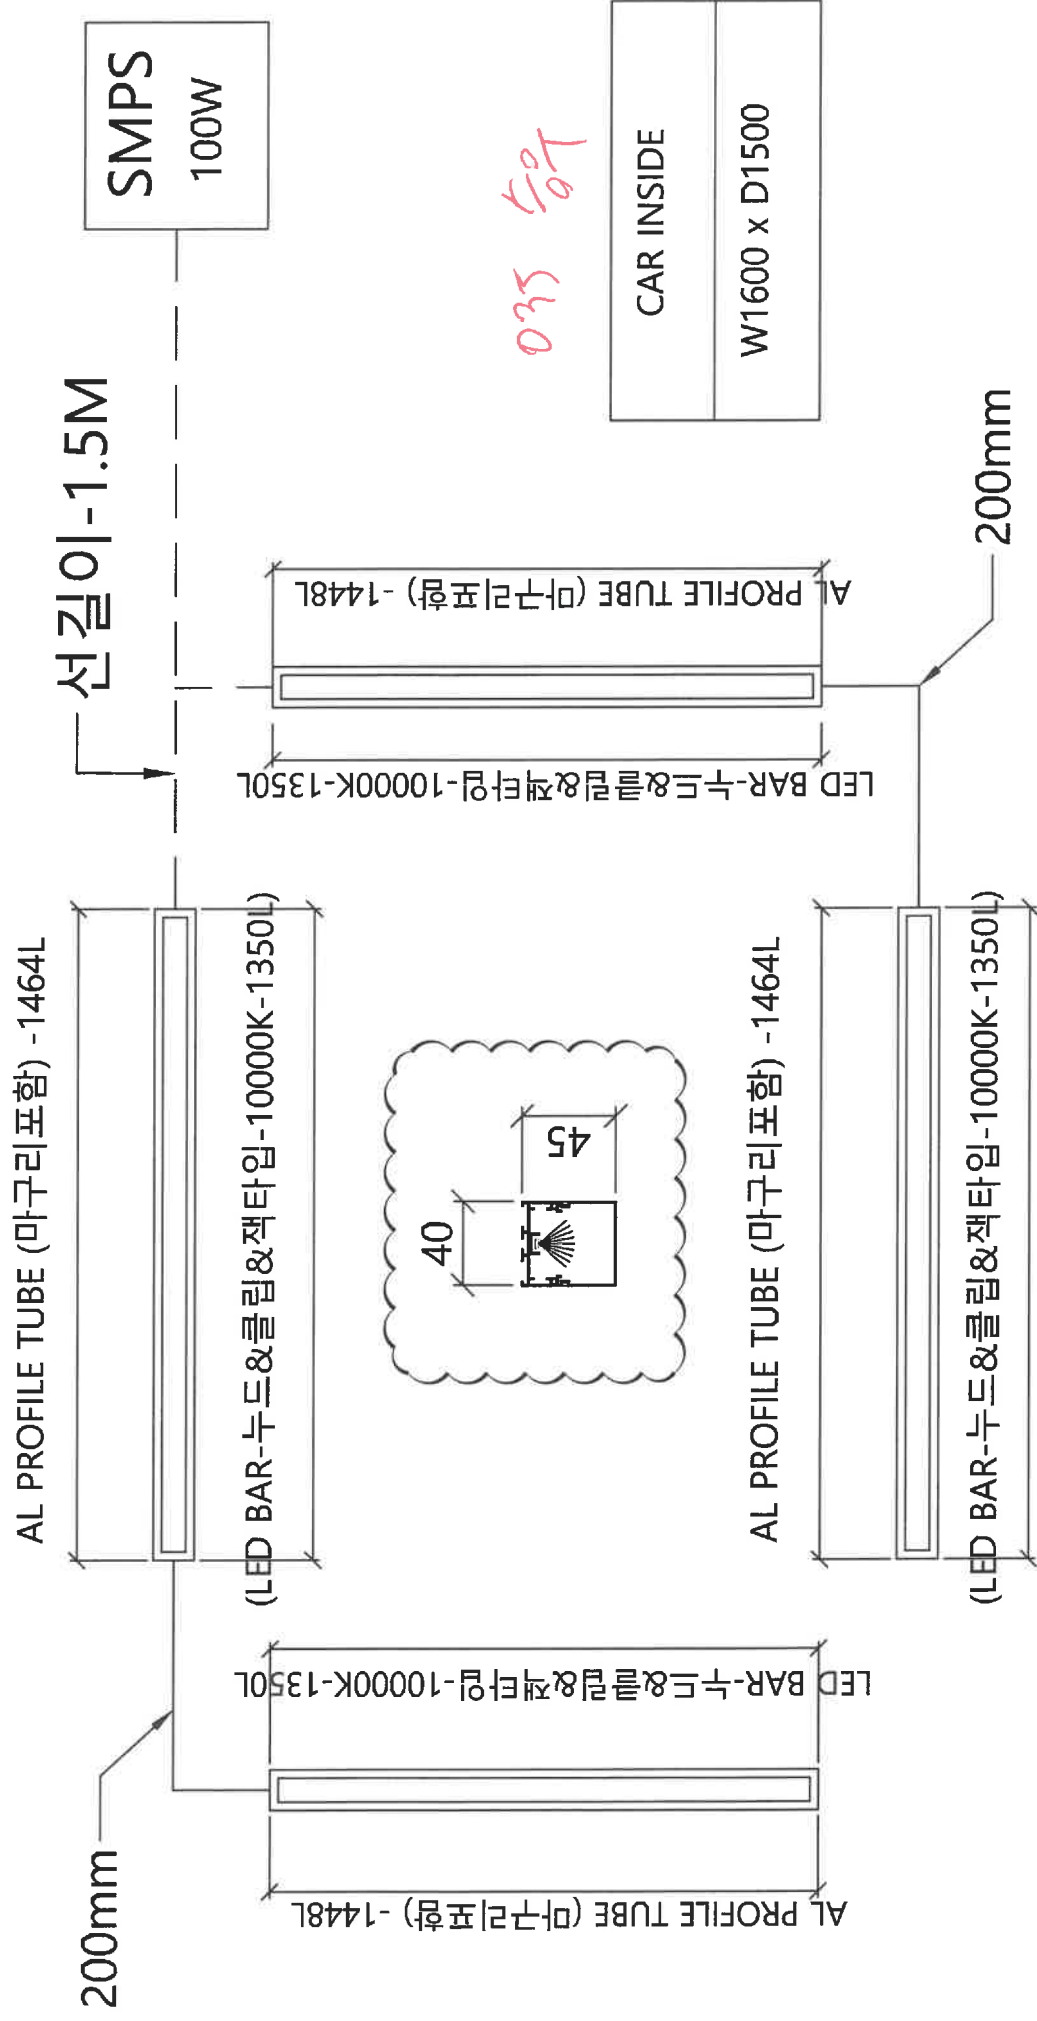 선길이-1.5M
SMPS
100W
AL PROFILE TUBE (마구리포함) -1464L
(LED BAR-누드&클립&잭타입-10000K-1350L)
200mm
AL PROFILE TUBE (마구리포함) -1448L
LED BAR-누드&클립&잭타입-10000K-1350L
40
45
LED BAR-누드&클립&잭타입-10000K-1350L
AL PROFILE TUBE (마구리포함) -1448L
035
CAR INSIDE
W1600 x D1500
AL PROFILE TUBE (마구리포함) -1464L
(LED BAR-누드&클립&잭타입-10000K-1350L)
200mm